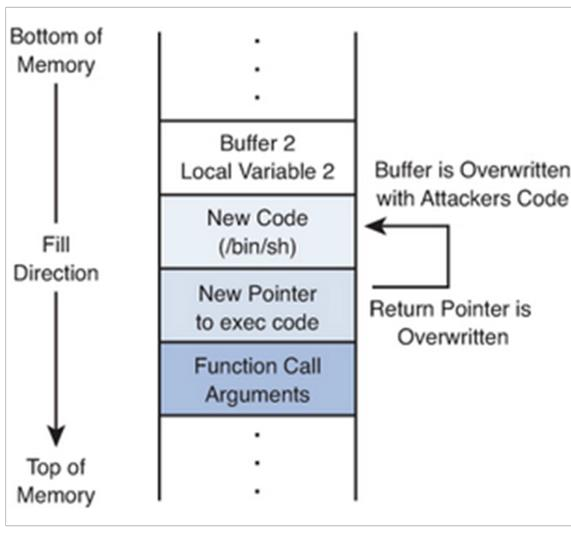 Bottom of
Memory
Buffer 2
Local Variable 2
Buffer is Overwritten
with Attackers Code
New Code
(/bin/sh)
Fill
Direction
New Pointer
to exec code
Return Pointer is
Overwritten
Function Call
Arguments
Top of
Memory